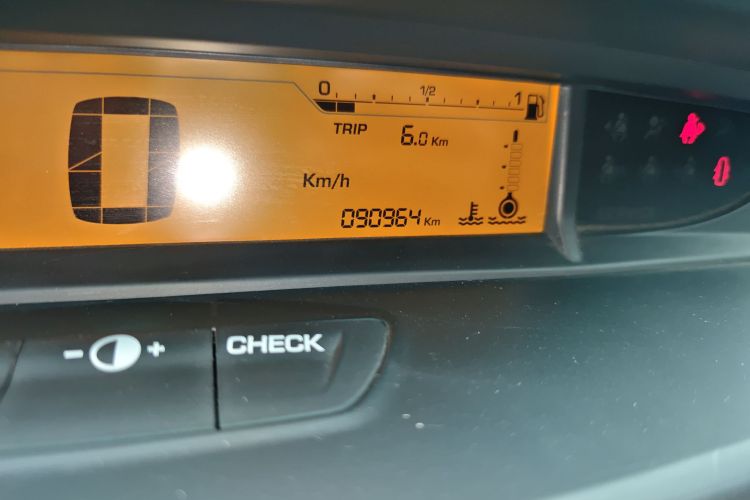 0 1/2 1
TRIP 6.0 Km
0 Km/h
090964 Km
- +
CHECK